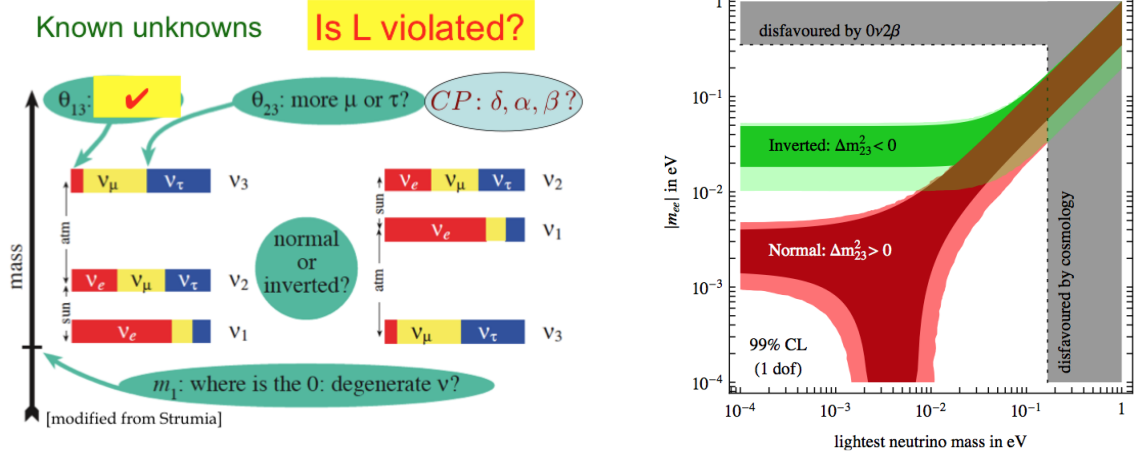 Known unknowns
Is L violated?
θ13: ✔
θ23: more μ or τ?
CP: δ, α, β?
mass
νμ ντ ν3
atm
νe νμ ντ ν2
sun
νe ν1
normal
or
inverted?
νe νμ ντ ν2
sun
νe ν1
atm
νμ ντ ν3
m1: where is the 0: degenerate ν?
[modified from Strumia]
disfavoured by 0ν2β
Inverted: Δm²23 < 0
Normal: Δm²23 > 0
99% CL
(1 dof)
disfavoured by cosmology
|mee| in eV
1
10⁻¹
10⁻²
10⁻³
10⁻⁴
10⁻⁴ 10⁻³ 10⁻² 10⁻¹ 1
lightest neutrino mass in eV